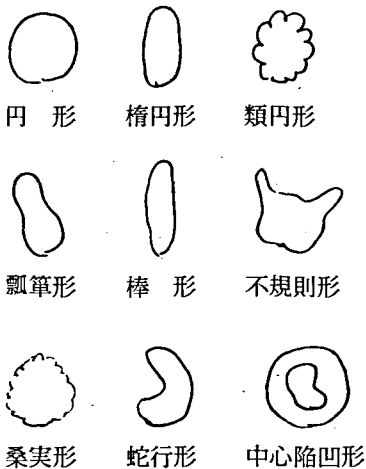 円 形 楕円形 類円形
瓢箪形 棒 形 不規則形
桑実形 蛇行形 中心陥凹形